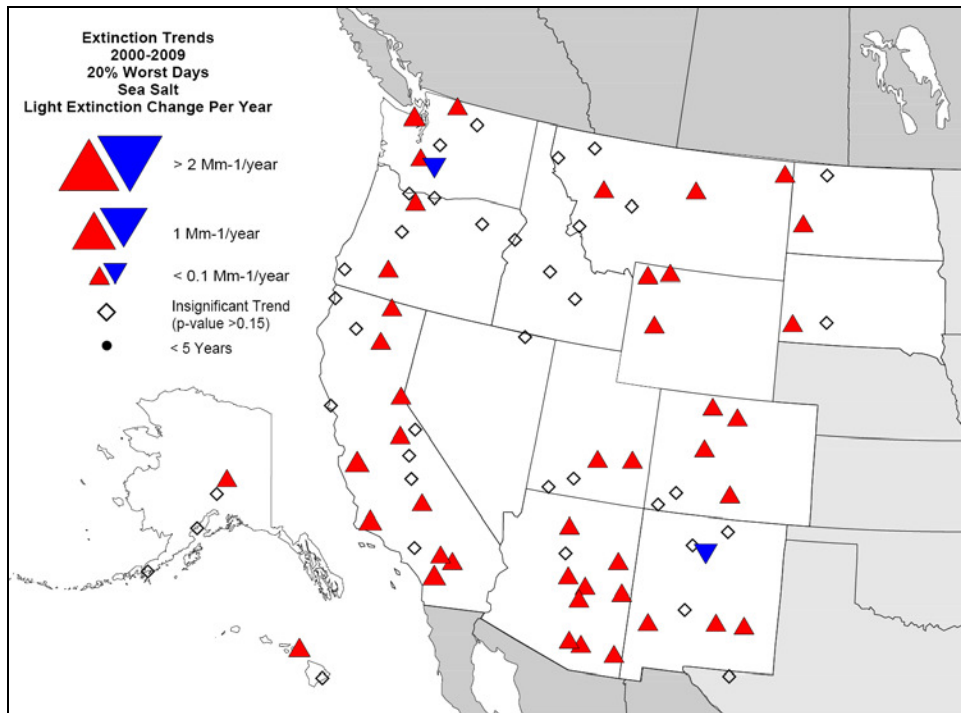 Extinction Trends
2000-2009
20% Worst Days
Sea Salt
Light Extinction Change Per Year
> 2 Mm-1/year
1 Mm-1/year
< 0.1 Mm-1/year
Insignificant Trend
(p-value >0.15)
< 5 Years